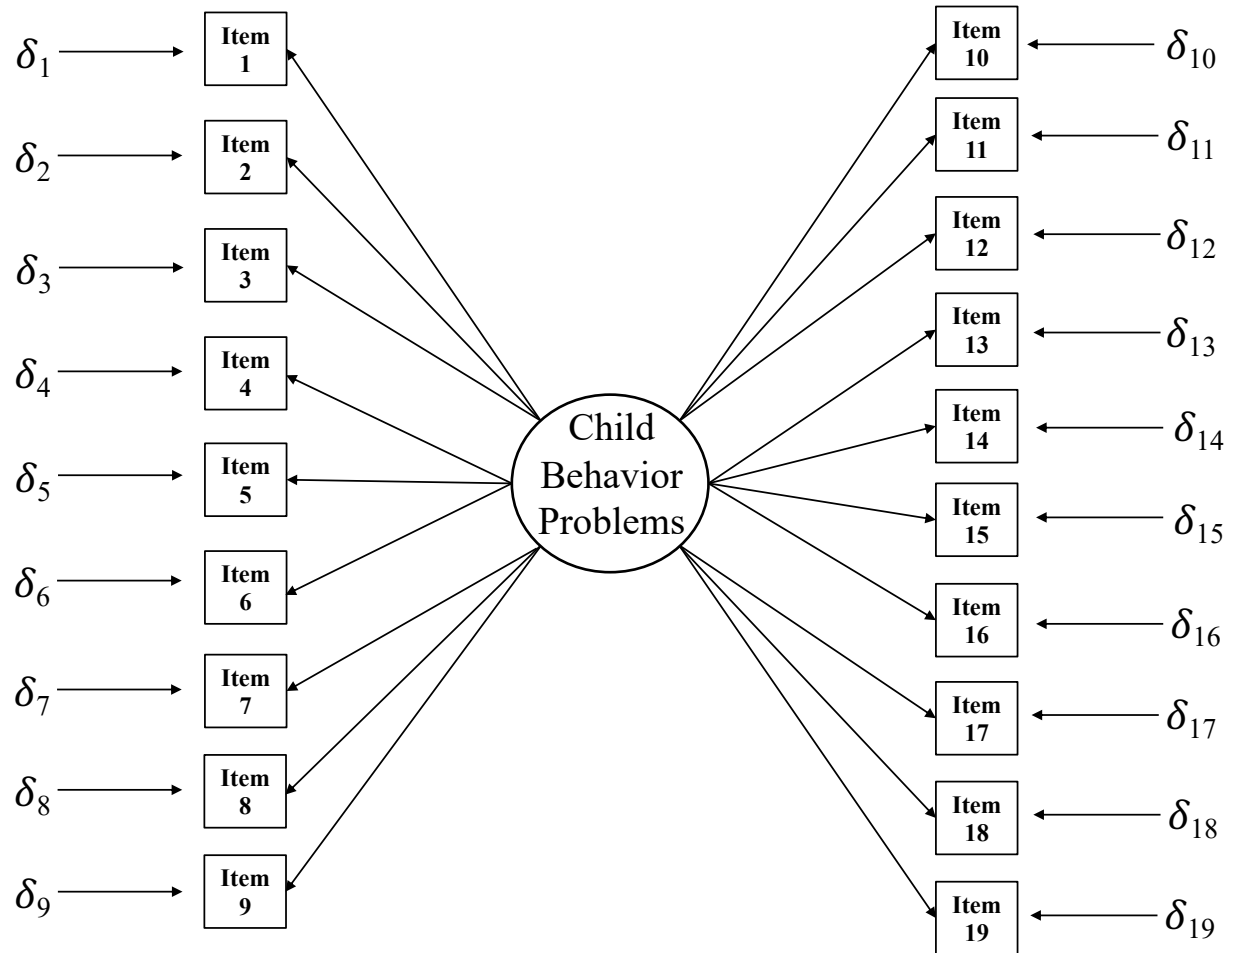 δ1
Item
1
δ2
Item
2
δ3
Item
3
δ4
Item
4
δ5
Item
5
δ6
Item
6
δ7
Item
7
δ8
Item
8
δ9
Item
9
Child
Behavior
Problems
Item
10
δ10
Item
11
δ11
Item
12
δ12
Item
13
δ13
Item
14
δ14
Item
15
δ15
Item
16
δ16
Item
17
δ17
Item
18
δ18
Item
19
δ19